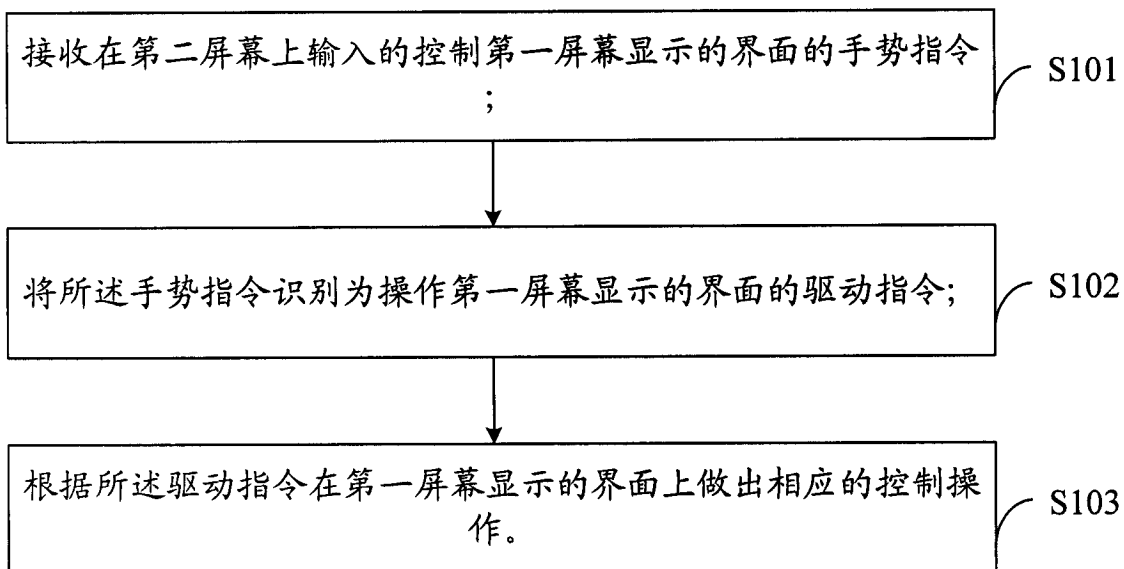 接收在第二屏幕上输入的控制第一屏幕显示的界面的手势指令
;
S101
将所述手势指令识别为操作第一屏幕显示的界面的驱动指令;
S102
根据所述驱动指令在第一屏幕显示的界面上做出相应的控制操
作。
S103